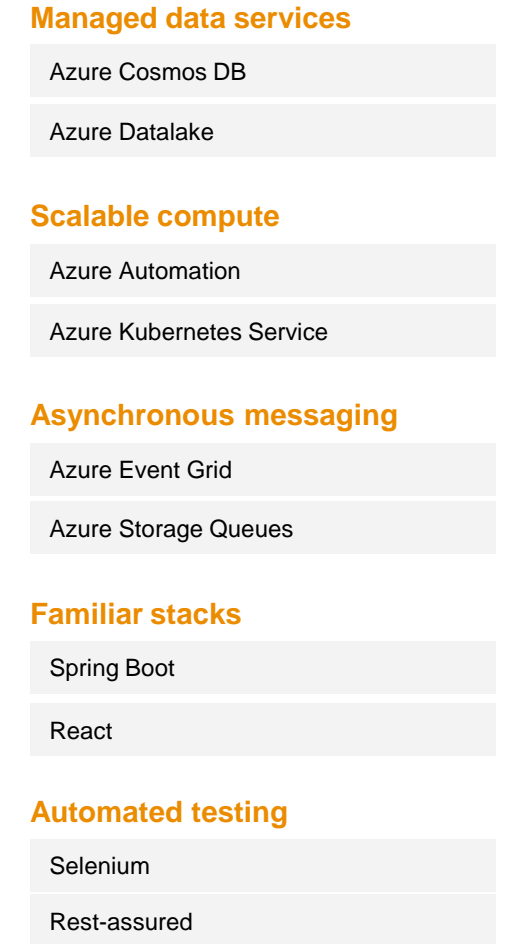 Managed data services
Azure Cosmos DB
Azure Datalake
Scalable compute
Azure Automation
Azure Kubernetes Service
Asynchronous messaging
Azure Event Grid
Azure Storage Queues
Familiar stacks
Spring Boot
React
Automated testing
Selenium
Rest-assured